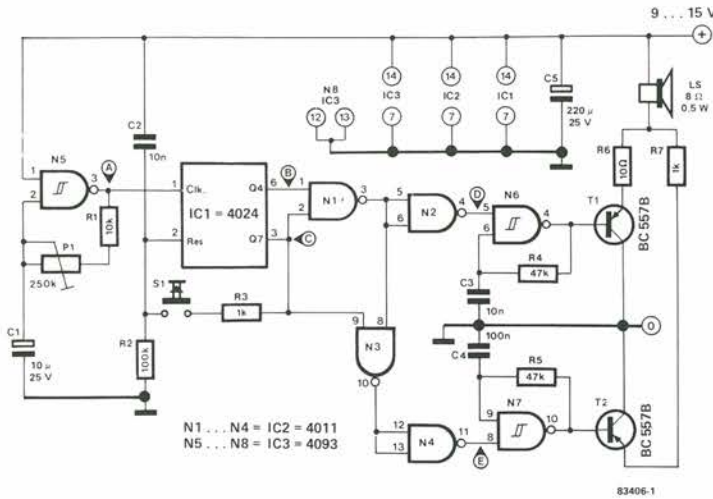 9 ... 15 V
+
C2
10n
N5
1
2
3
A
R1
10k
P1
250k
C1
10 µ
25 V
R2
100k
S1
R3
1k
1
Clk.
2
Res
IC1 = 4024
Q4
6
Q7
3
B
C
1
2
N1
3
N8
IC3
12
13
14
IC3
7
14
IC2
7
14
IC1
7
C5
220 µ
25 V
LS
8 Ω
0,5 W
R6
10Ω
R7
1k
5
6
N2
4
D
N6
5
6
4
R4
47k
C3
10n
T1
BC 557B
0
9
8
N3
10
100n
C4
R5
47k
N7
9
8
10
T2
BC 557B
12
13
N4
11
E
N1 ... N4 = IC2 = 4011
N5 ... N8 = IC3 = 4093
83406-1